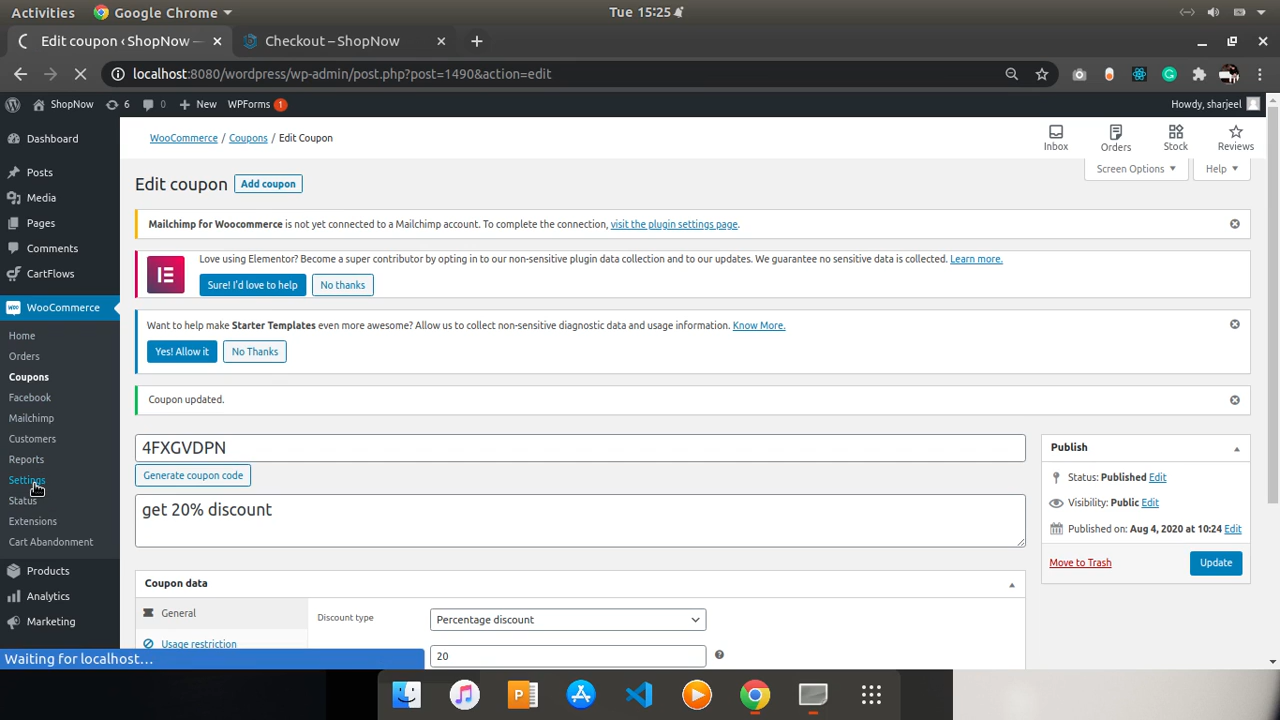 Activities Google Chrome Tue 15:25
Edit coupon ‹ ShopNow — Checkout – ShopNow
localhost:8080/wordpress/wp-admin/post.php?post=1490&action=edit
ShopNow 6 0 New WPForms 1 Howdy, sharjeel
Dashboard
Posts
Media
Pages
Comments
CartFlows
WooCommerce
Home
Orders
Coupons
Facebook
Mailchimp
Customers
Reports
Settings
Status
Extensions
Cart Abandonment
Products
Analytics
Marketing
WooCommerce / Coupons / Edit Coupon
Inbox Orders Stock Reviews
Screen Options Help
Edit coupon Add coupon
Mailchimp for Woocommerce is not yet connected to a Mailchimp account. To complete the connection, visit the plugin settings page.
Love using Elementor? Become a super contributor by opting in to our non-sensitive plugin data collection and to our updates. We guarantee no sensitive data is collected. Learn more.
Sure! I'd love to help No thanks
Want to help make Starter Templates even more awesome? Allow us to collect non-sensitive diagnostic data and usage information. Know More.
Yes! Allow it No Thanks
Coupon updated.
4FXGVDPN
Generate coupon code
get 20% discount
Coupon data
General
Usage restriction
Discount type Percentage discount
20
Publish
Status: Published Edit
Visibility: Public Edit
Published on: Aug 4, 2020 at 10:24 Edit
Move to Trash Update
Waiting for localhost...